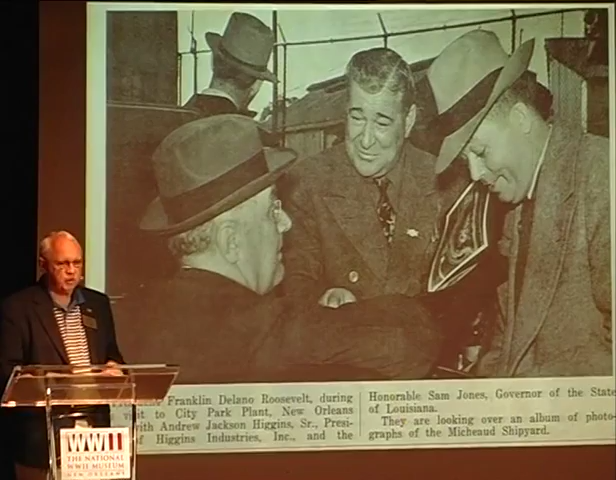 Franklin Delano Roosevelt, during
visit to City Park Plant, New Orleans
with Andrew Jackson Higgins, Sr., Presi-
of Higgins Industries, Inc., and the
Honorable Sam Jones, Governor of the State
of Louisiana.
They are looking over an album of photo-
graphs of the Micheaud Shipyard.
WWII
THE NATIONAL
WWII MUSEUM
NEW ORLEANS